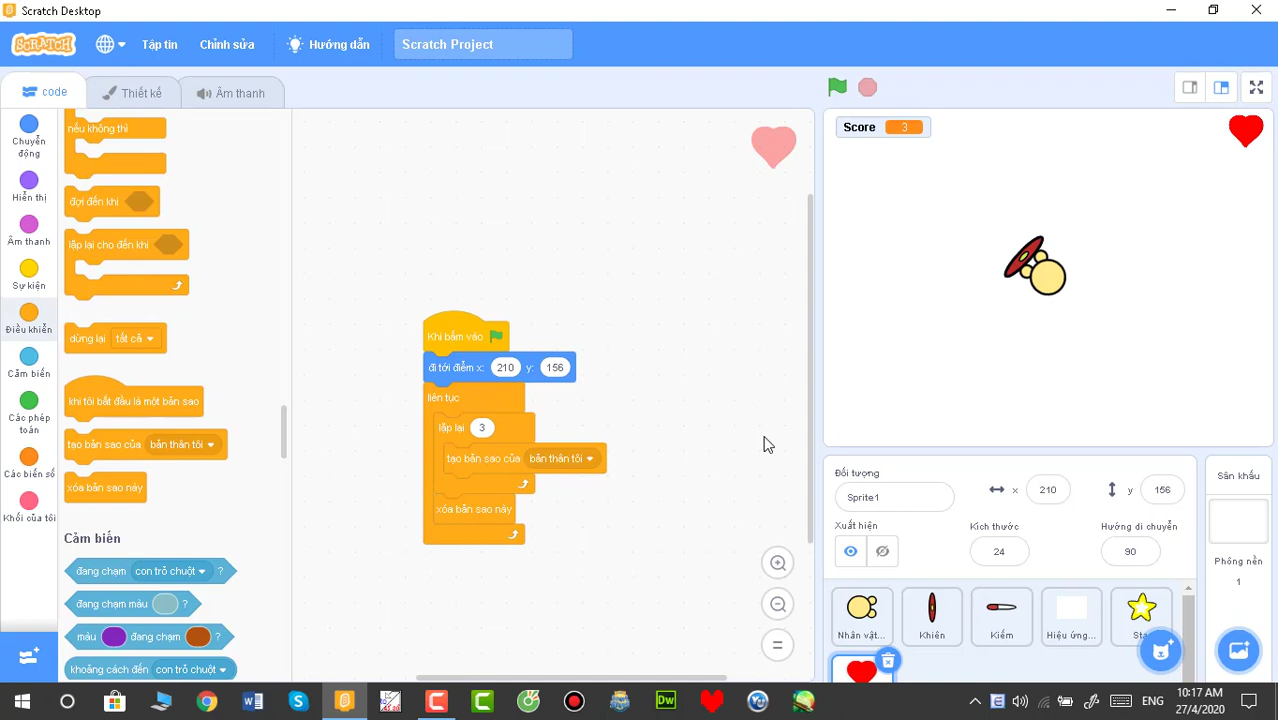 Scratch Desktop
SCRATCH
Tập tin
Chỉnh sửa
Hướng dẫn
Scratch Project
code
Thiết kế
Âm thanh
Chuyển động
Hiển thị
Âm thanh
Sự kiện
Điều khiển
Cảm biến
Các phép toán
Các biến số
Khối của tôi
nếu không thì
đợi đến khi
lặp lại cho đến khi
dừng lại tất cả
khi tôi bắt đầu là một bản sao
tạo bản sao của bản thân tôi
xóa bản sao này
Cảm biến
đang chạm con trỏ chuột ?
đang chạm màu ?
màu đang chạm ?
khoảng cách đến con trỏ chuột
Khi bấm vào
đi tới điểm x: 210 y: 156
liên tục
lặp lại 3
tạo bản sao của bản thân tôi
xóa bản sao này
Score 3
Đối tượng
Sprite1
x 210
y 156
Xuất hiện
Kích thước
24
Hướng di chuyển
90
Nhân vật...
Khiên
Kiếm
Hiệu ứng...
Sta
Sân khấu
Phông nền
1
ENG
10:17 AM
27/4/2020